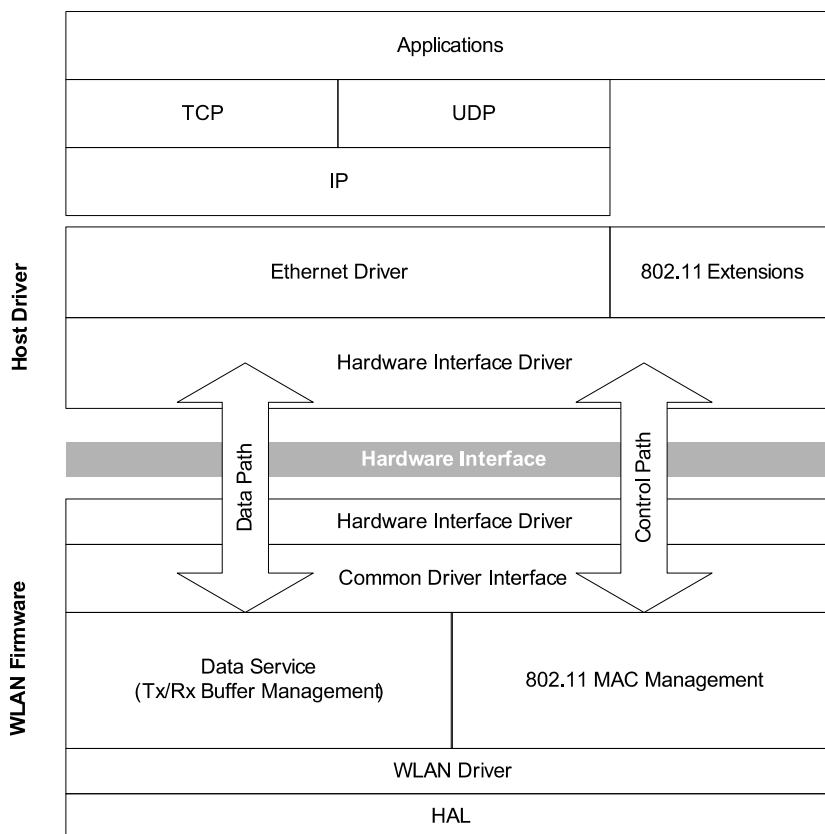 Applications
TCP
UDP
IP
Host Driver
Ethernet Driver
802.11 Extensions
Hardware Interface Driver
Data Path
Control Path
Hardware Interface
WLAN Firmware
Hardware Interface Driver
Common Driver Interface
Data Service
(Tx/Rx Buffer Management)
802.11 MAC Management
WLAN Driver
HAL